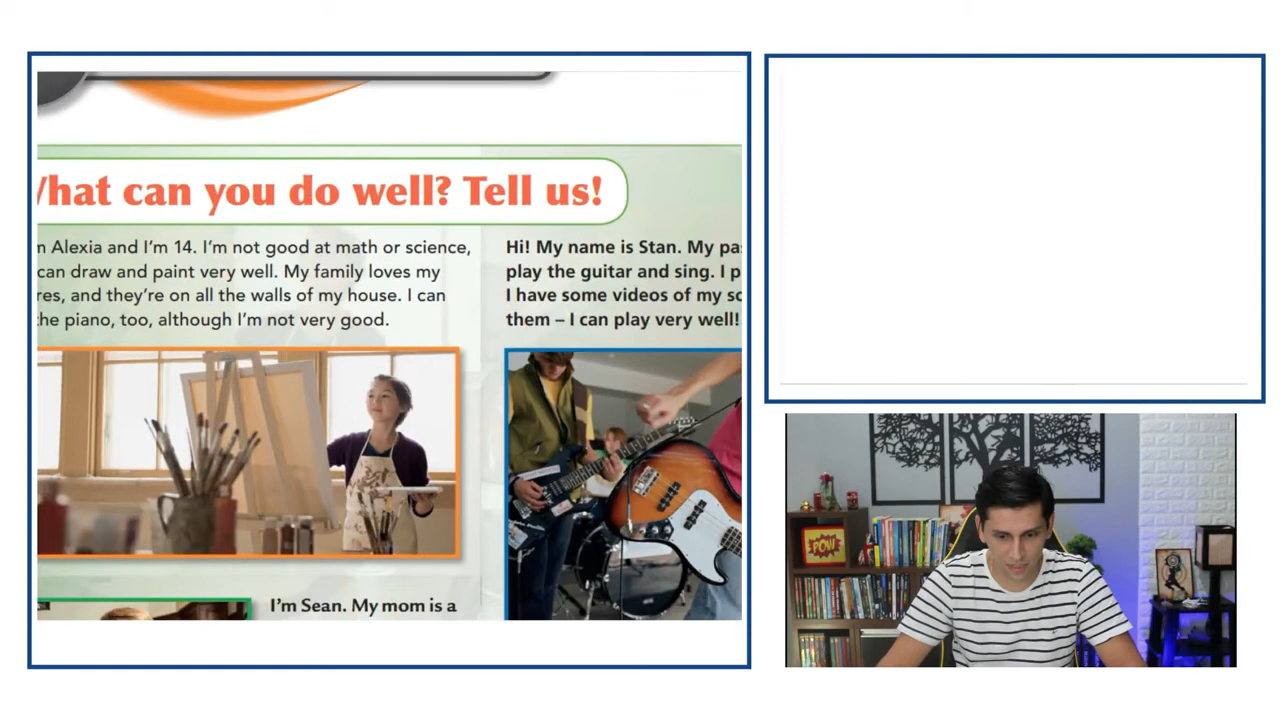 What can you do well? Tell us!
m Alexia and I'm 14. I'm not good at math or science,
can draw and paint very well. My family loves my
res, and they're on all the walls of my house. I can
he piano, too, although I'm not very good.
Hi! My name is Stan. My pa
play the guitar and sing. I p
I have some videos of my so
them – I can play very well!
I'm Sean. My mom is a
POW!